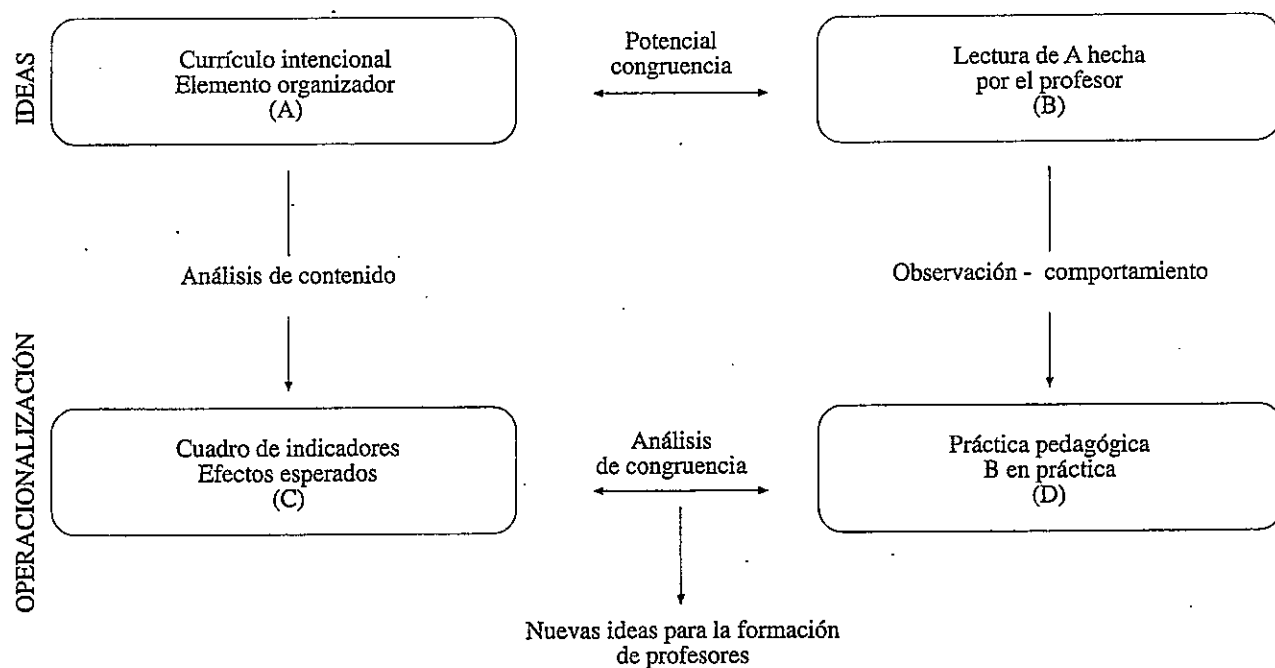 IDEAS
Currículo intencional
Elemento organizador
(A)
Potencial
congruencia
Lectura de A hecha
por el profesor
(B)
Análisis de contenido
Observación - comportamiento
OPERACIONALIZACIÓN
Cuadro de indicadores
Efectos esperados
(C)
Análisis
de congruencia
Práctica pedagógica
B en práctica
(D)
Nuevas ideas para la formación
de profesores